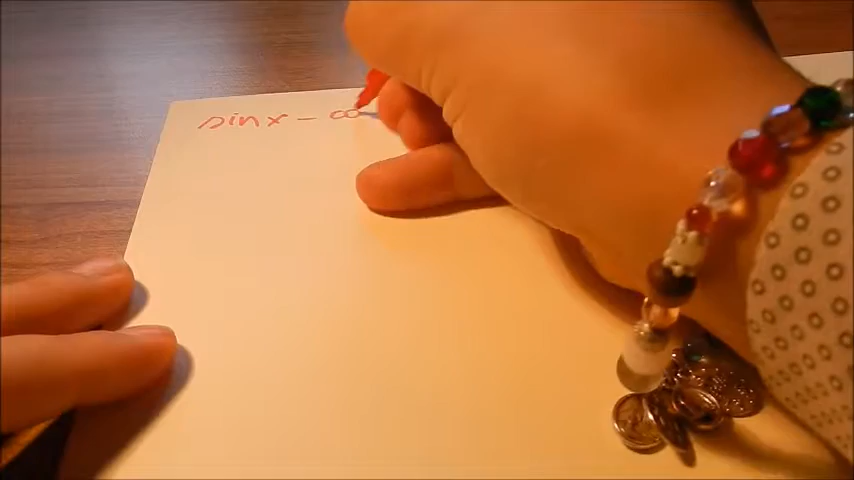 sinx - ∞